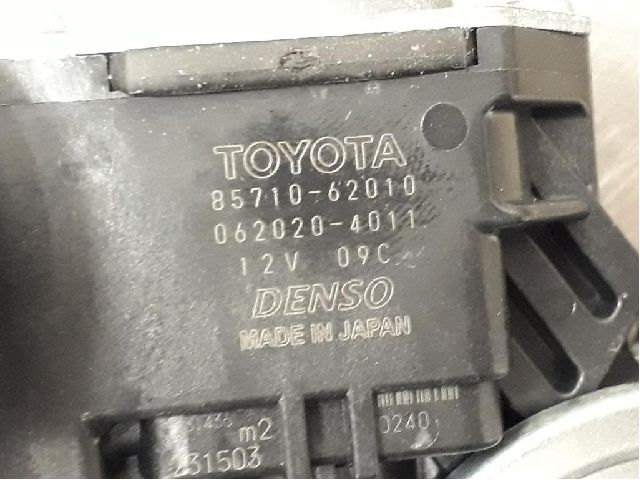 TOYOTA
85710-62010
062020-4011
12V 09C
DENSO
MADE IN JAPAN
m2 0240
231503